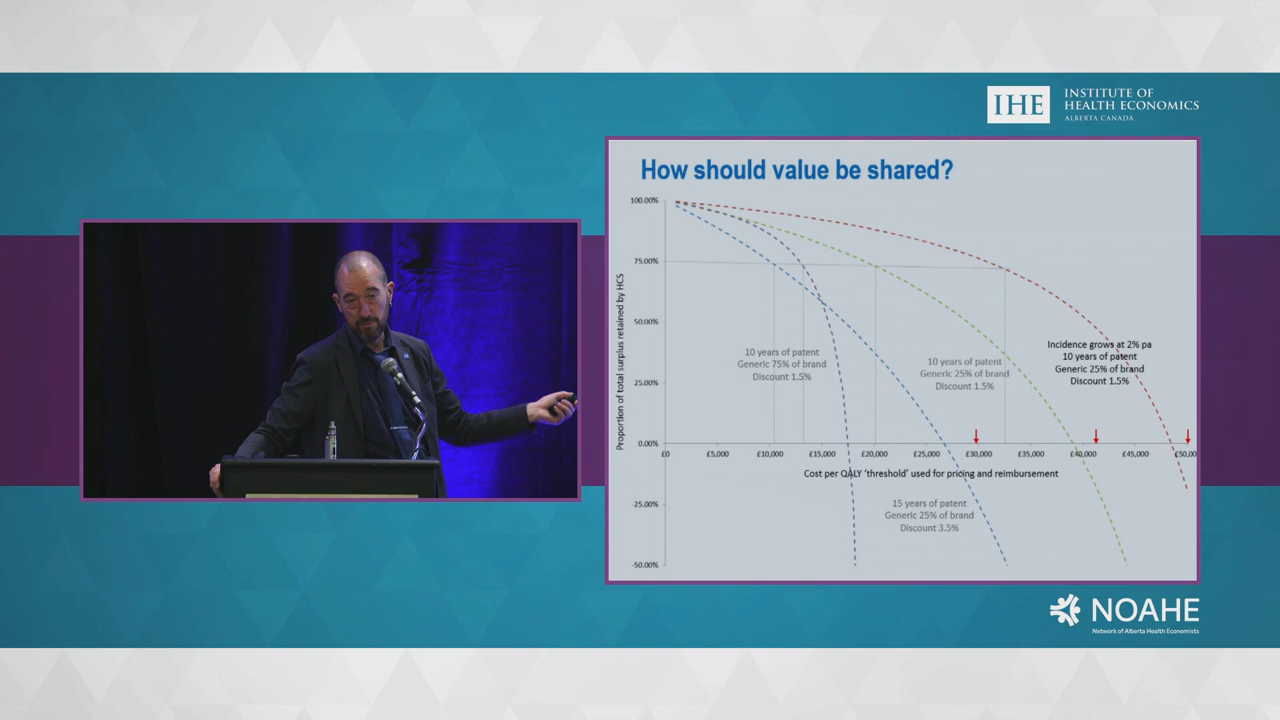 IHE
INSTITUTE OF
HEALTH ECONOMICS
ALBERTA CANADA
How should value be shared?
100.00%
75.00%
50.00%
25.00%
0.00%
-25.00%
-50.00%
Proportion of total surplus retained by HCS
10 years of patent
Generic 75% of brand
Discount 1.5%
10 years of patent
Generic 25% of brand
Discount 1.5%
Incidence grows at 2% pa
10 years of patent
Generic 25% of brand
Discount 1.5%
£0
£5,000
£10,000
£15,000
£20,000
£25,000
£30,000
£35,000
£40,000
£45,000
£50,00
Cost per QALY 'threshold' used for pricing and reimbursement
15 years of patent
Generic 25% of brand
Discount 3.5%
NOAHE
Network of Alberta Health Economists